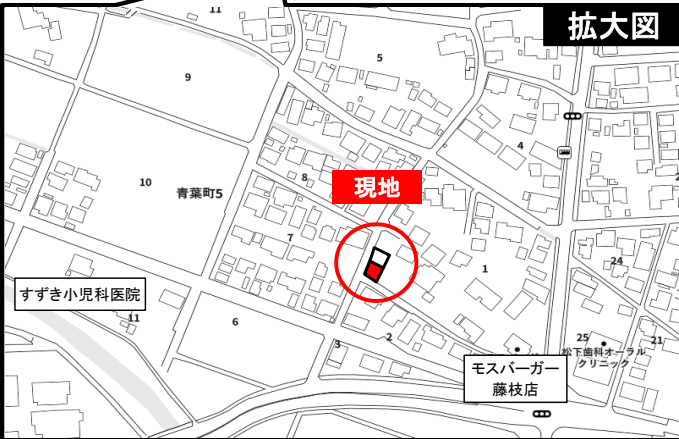 拡大図
11
5
9
4
10
青葉町5
8
現地
7
1
すずき小児科医院
11
6
3
2
24
25
21
松下歯科オーラル
クリニック
モスバーガー
藤枝店